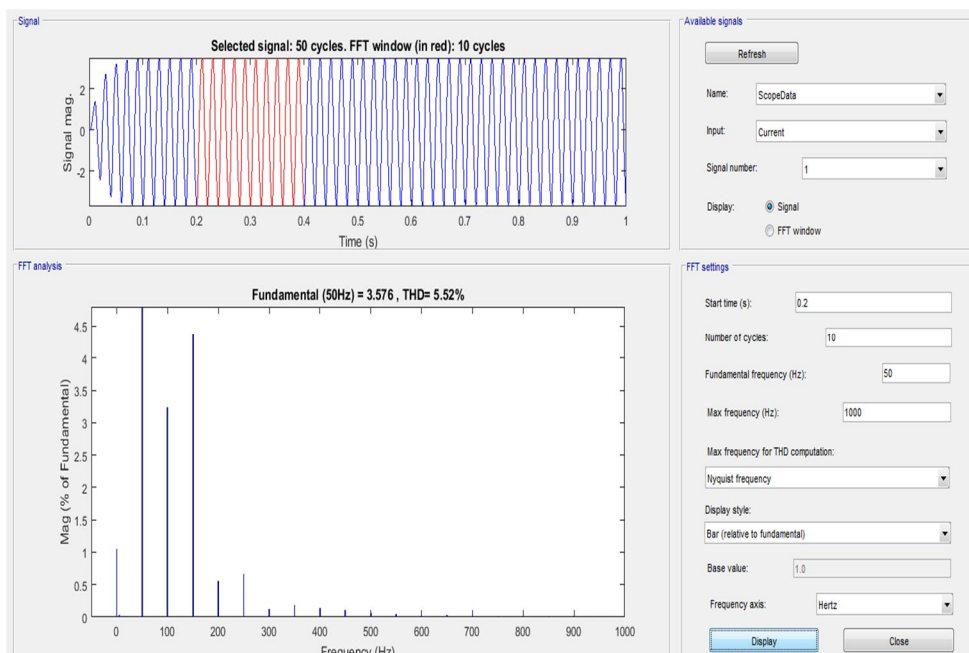 Signal
Selected signal: 50 cycles. FFT window (in red): 10 cycles
Signal mag.
2
0
-2
0 0.1 0.2 0.3 0.4 0.5 0.6 0.7 0.8 0.9 1
Time (s)
Available signals
Refresh
Name: ScopeData
Input: Current
Signal number: 1
Display: Signal
FFT window
FFT analysis
Fundamental (50Hz) = 3.576 , THD= 5.52%
Mag (% of Fundamental)
4.5
4
3.5
3
2.5
2
1.5
1
0.5
0
0 100 200 300 400 500 600 700 800 900 1000
Frequency (Hz)
FFT settings
Start time (s): 0.2
Number of cycles: 10
Fundamental frequency (Hz): 50
Max frequency (Hz): 1000
Max frequency for THD computation:
Nyquist frequency
Display style:
Bar (relative to fundamental)
Base value: 1.0
Frequency axis: Hertz
Display Close